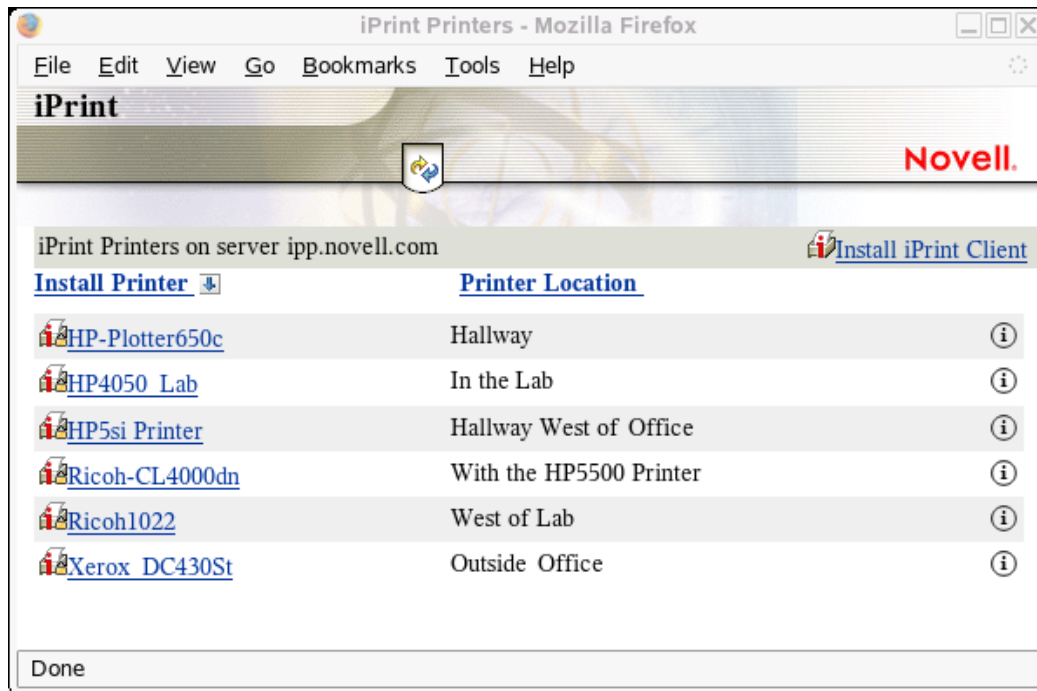 iPrint Printers - Mozilla Firefox
File Edit View Go Bookmarks Tools Help
iPrint
Novell.
iPrint Printers on server ipp.novell.com Install iPrint Client
Install Printer Printer Location
HP-Plotter650c Hallway
HP4050_Lab In the Lab
HP5si Printer Hallway West of Office
Ricoh-CL4000dn With the HP5500 Printer
Ricoh1022 West of Lab
Xerox_DC430St Outside Office
Done